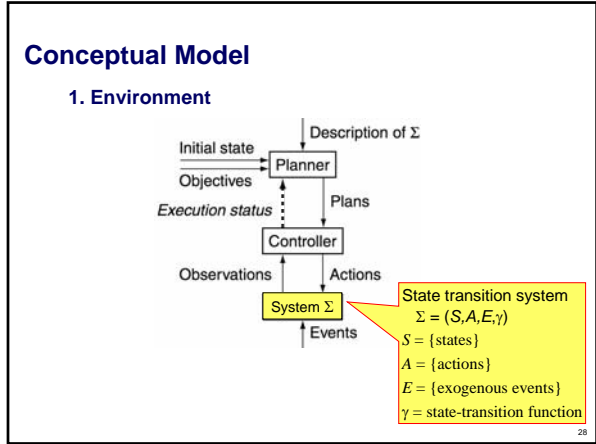 Conceptual Model
1. Environment
Description of Σ
Initial state
Planner
Objectives
Execution status
Plans
Controller
Observations
Actions
System Σ
Events
State transition system
Σ = (S,A,E,γ)
S = {states}
A = {actions}
E = {exogenous events}
γ = state-transition function
28